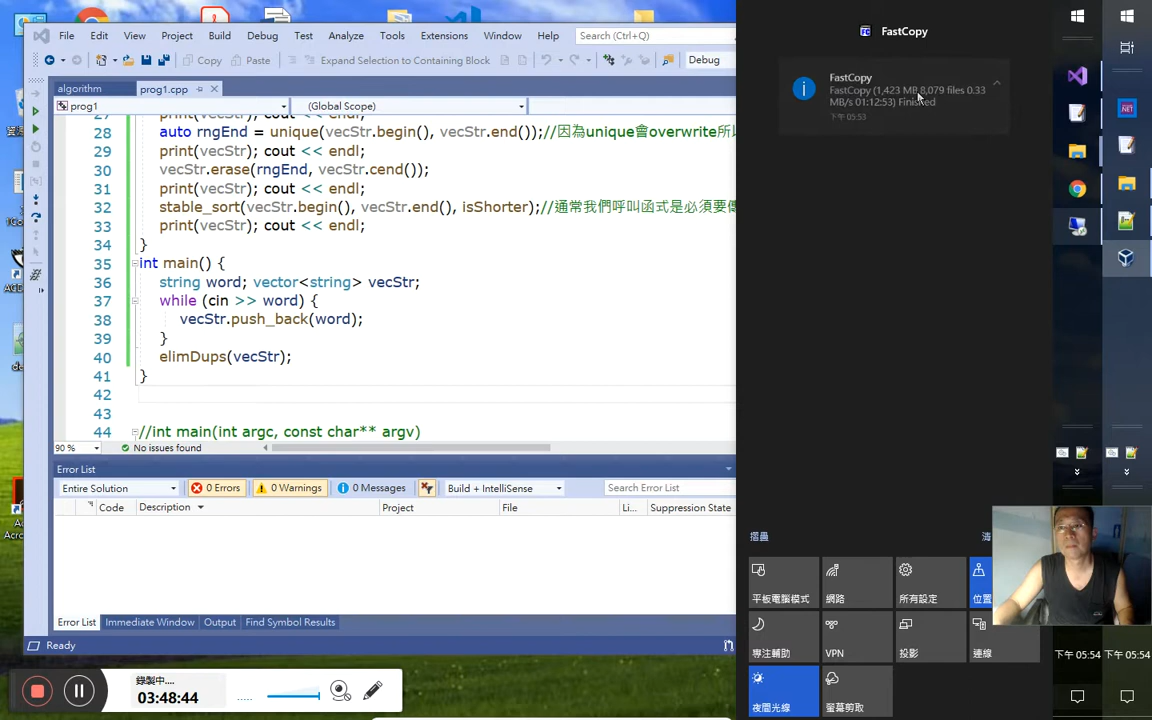 File Edit View Project Build Debug Test Analyze Tools Extensions Window Help Search (Ctrl+Q)
Copy Paste Expand Selection to Containing Block Debug
algorithm prog1.cpp
prog1 (Global Scope)
27 print(vecStr); cout << endl;
28 auto rngEnd = unique(vecStr.begin(), vecStr.end());//因為unique會overwrite所以
29 print(vecStr); cout << endl;
30 vecStr.erase(rngEnd, vecStr.cend());
31 print(vecStr); cout << endl;
32 stable_sort(vecStr.begin(), vecStr.end(), isShorter);//通常我們呼叫函式是必須要傳
33 print(vecStr); cout << endl;
34 }
35 int main() {
36 string word; vector<string> vecStr;
37 while (cin >> word) {
38 vecStr.push_back(word);
39 }
40 elimDups(vecStr);
41 }
42
43
44 //int main(int argc, const char** argv)
90 % No issues found
Error List
Entire Solution 0 Errors 0 Warnings 0 Messages Build + IntelliSense Search Error List
Code Description Project File Li... Suppression State
Error List Immediate Window Output Find Symbol Results
Ready
錄製中....
03:48:44
FastCopy
FastCopy
FastCopy (1,423 MB 8,079 files 0.33
MB/s 01:12:53) Finished
下午 05:53
摺疊 清
平板電腦模式 網路 所有設定 位置
專注輔助 VPN 投影 連線
夜間光線 螢幕剪取
下午 05:54 下午 05:54